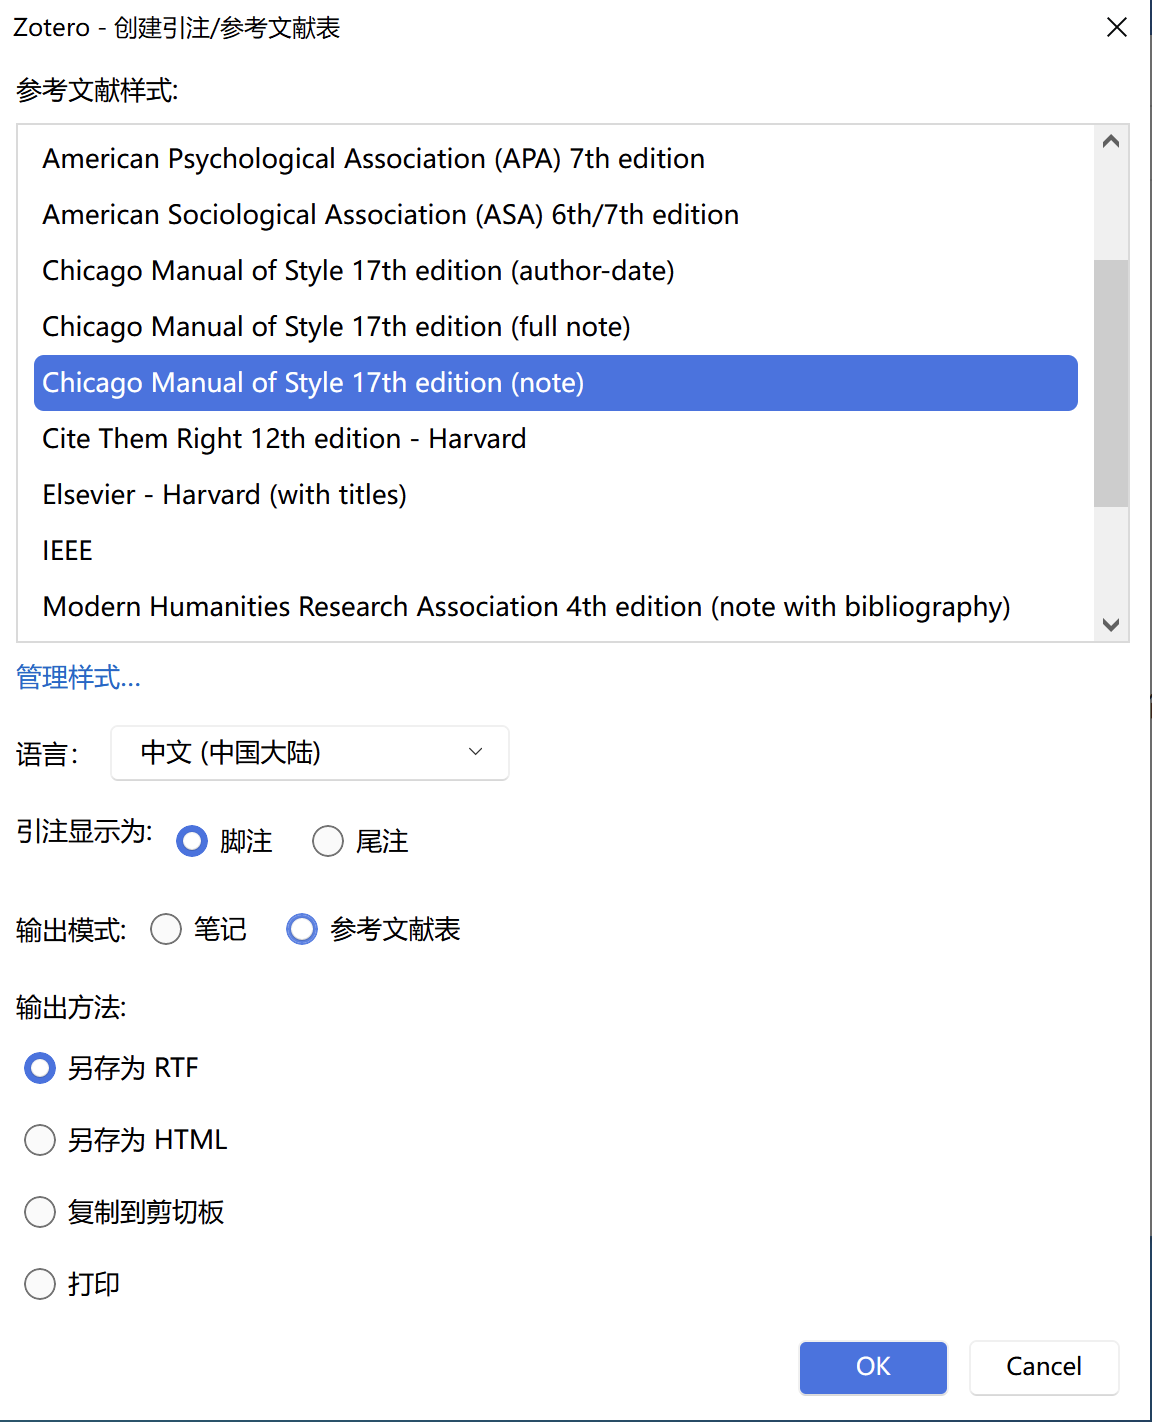 Zotero - 创建引注/参考文献表
参考文献样式:
American Psychological Association (APA) 7th edition
American Sociological Association (ASA) 6th/7th edition
Chicago Manual of Style 17th edition (author-date)
Chicago Manual of Style 17th edition (full note)
Chicago Manual of Style 17th edition (note)
Cite Them Right 12th edition - Harvard
Elsevier - Harvard (with titles)
IEEE
Modern Humanities Research Association 4th edition (note with bibliography)
管理样式...
语言： 中文 (中国大陆)
引注显示为: 脚注 尾注
输出模式: 笔记 参考文献表
输出方法:
另存为 RTF
另存为 HTML
复制到剪切板
打印
OK Cancel